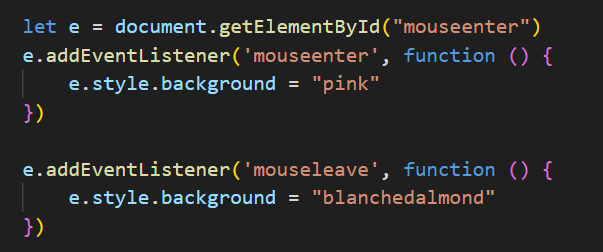 let e = document.getElementById("mouseenter")
e.addEventListener('mouseenter', function () {
    e.style.background = "pink"
})

e.addEventListener('mouseleave', function () {
    e.style.background = "blanchedalmond"
})